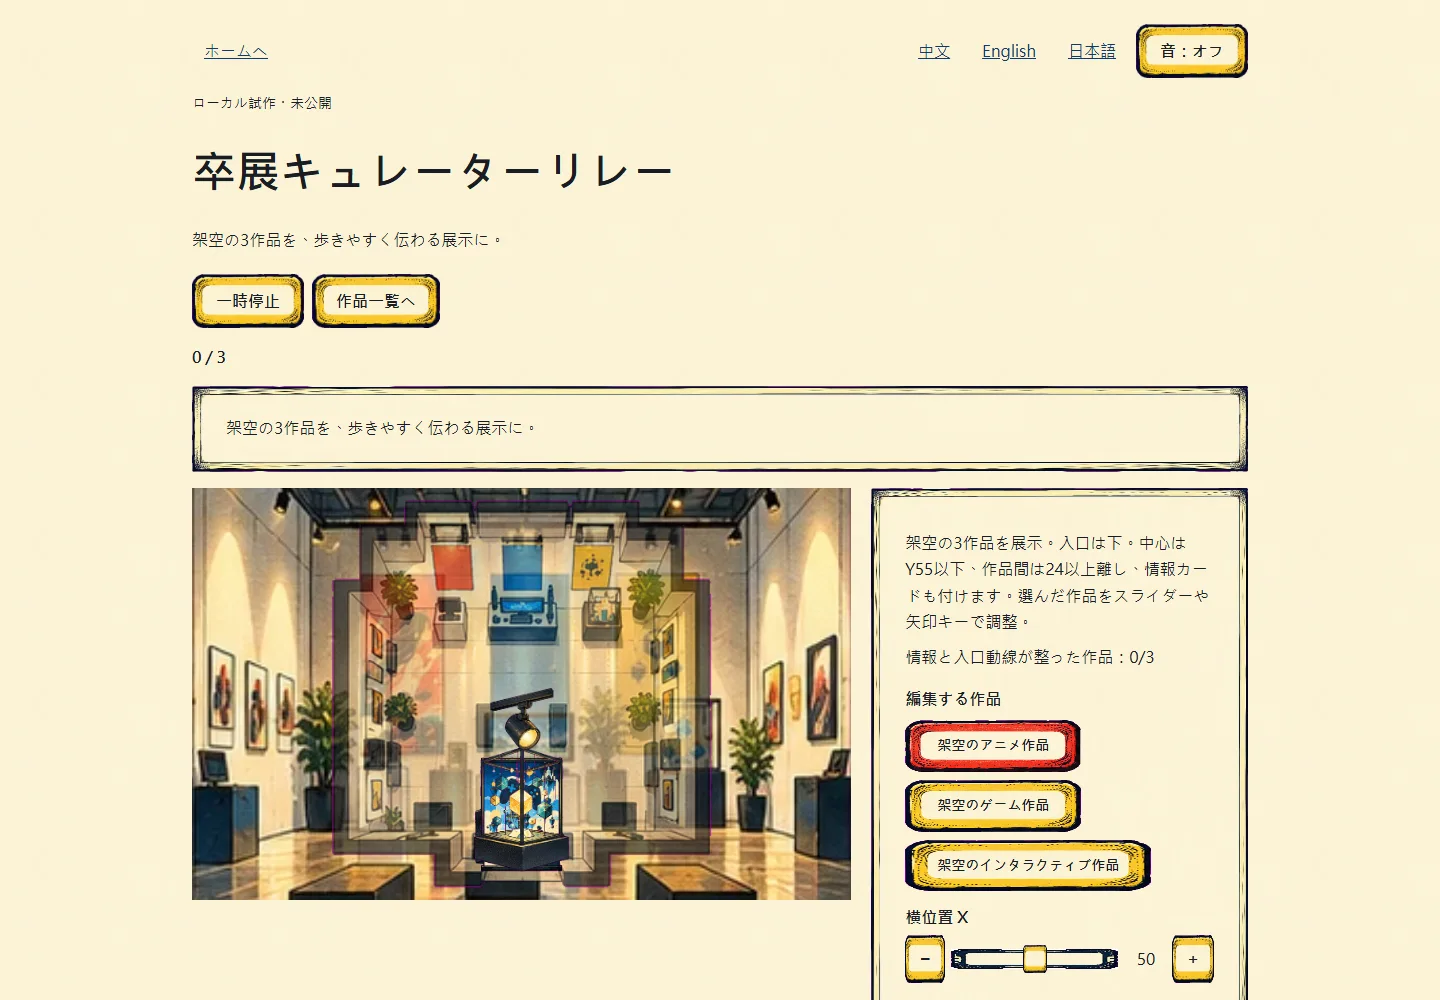 ホームへ
中文 English 日本語 音：オフ
ローカル試作・未公開
卒展キュレーターリレー
架空の3作品を、歩きやすく伝わる展示に。
一時停止 作品一覧へ
0 / 3
架空の3作品を、歩きやすく伝わる展示に。
架空の3作品を展示。入口は下。中心は
Y55以下、作品間は24以上離し、情報カー
ドも付けます。選んだ作品をスライダーや
矢印キーで調整。
情報と入口動線が整った作品：0/3
編集する作品
架空のアニメ作品
架空のゲーム作品
架空のインタラクティブ作品
横位置 X
− 50 +